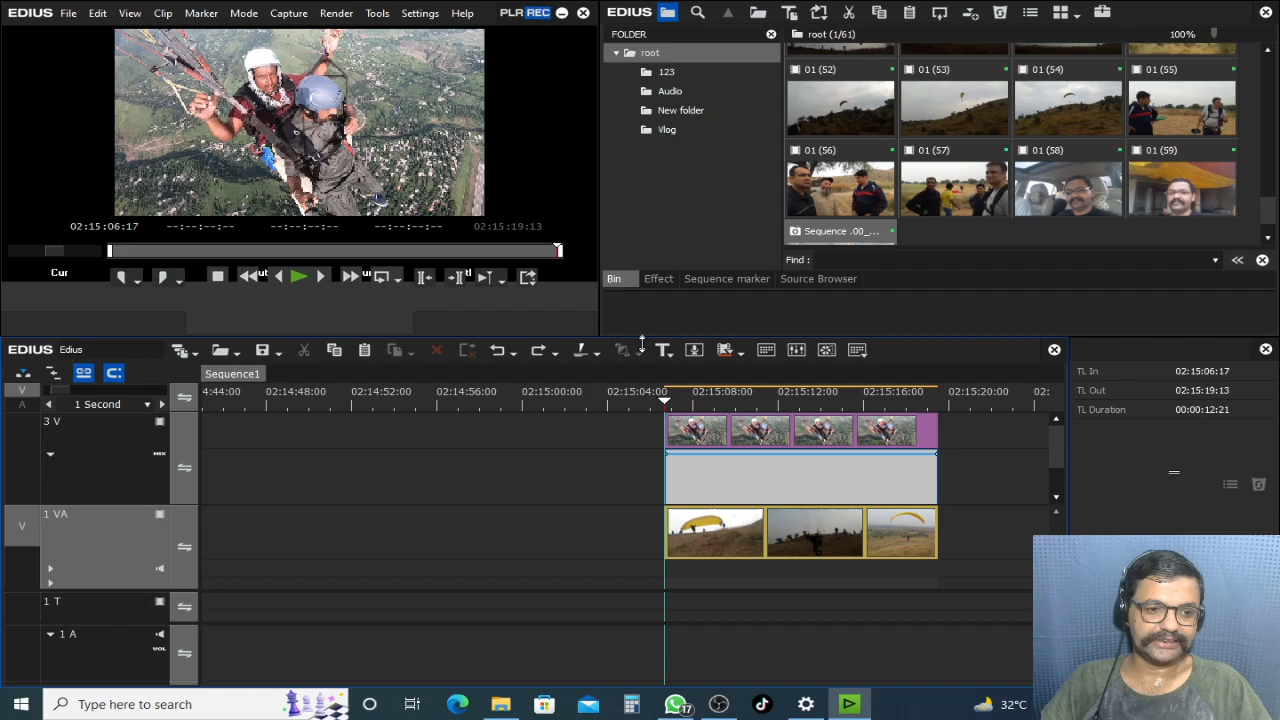 EDIUS File Edit View Clip Marker Mode Capture Render Tools Settings Help PLR REC
EDIUS
FOLDER
root (1/61)
100%
root
123
Audio
New folder
Vlog
01 (52) 01 (53) 01 (54) 01 (55)
01 (56) 01 (57) 01 (58) 01 (59)
Sequence .00_...
Find :
Bin Effect Sequence marker Source Browser
02:15:06:17 --:--:--:-- --:--:--:-- --:--:--:-- 02:15:19:13
Cur
EDIUS Edius
Sequence1
V
A
1 Second
4:44:00 02:14:48:00 02:14:52:00 02:14:56:00 02:15:00:00 02:15:04:00 02:15:08:00 02:15:12:00 02:15:16:00 02:15:20:00 02:
3 V
MIX
V
1 VA
1 T
1 A
VOL
TL In 02:15:06:17
TL Out 02:15:19:13
TL Duration 00:00:12:21
Type here to search
17
32°C